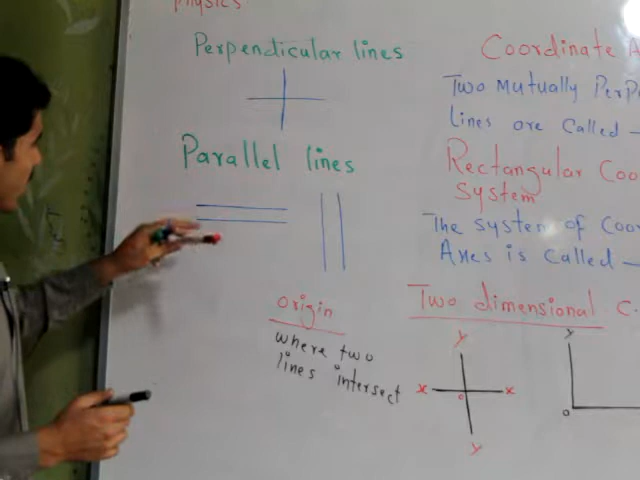 Physics
Perpendicular lines
Parallel lines
origin
where two
lines intersect
Coordinate
Two Mutually
lines are Called —
Rectangular
System
The system of
Axes is Called —
Two dimensional C.
y
x x
o
y
y
o